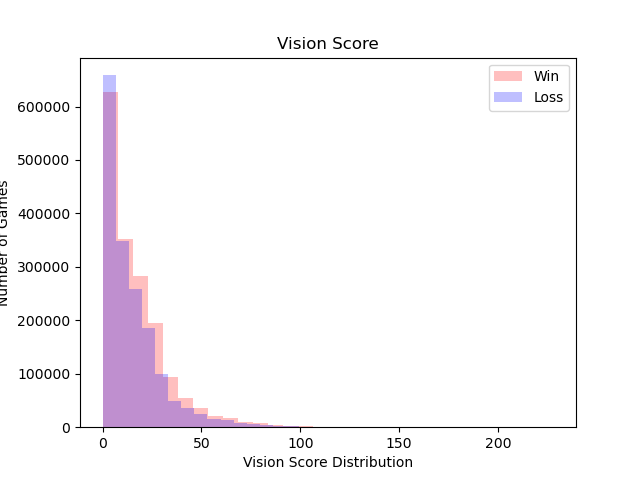 Vision Score
Win
Loss
600000
500000
400000
300000
200000
100000
0
Number of Games
0 50 100 150 200
Vision Score Distribution